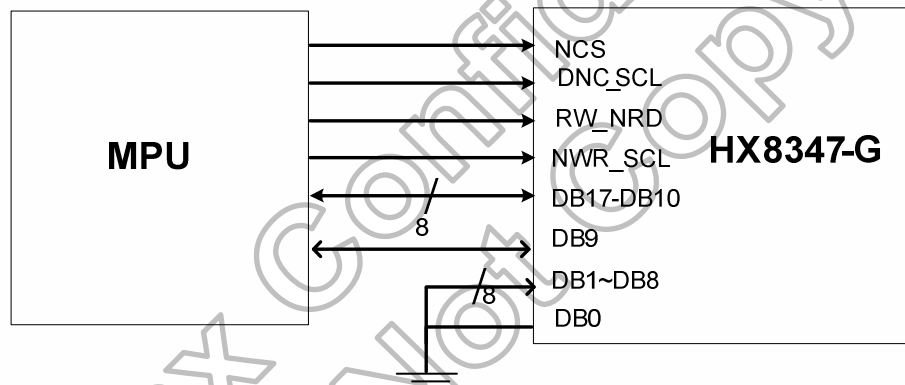 NCS
DNC_SCL
RW_NRD
MPU
HX8347-G
NWR_SCL
DB17-DB10
8
DB9
DB1~DB8
8
DB0